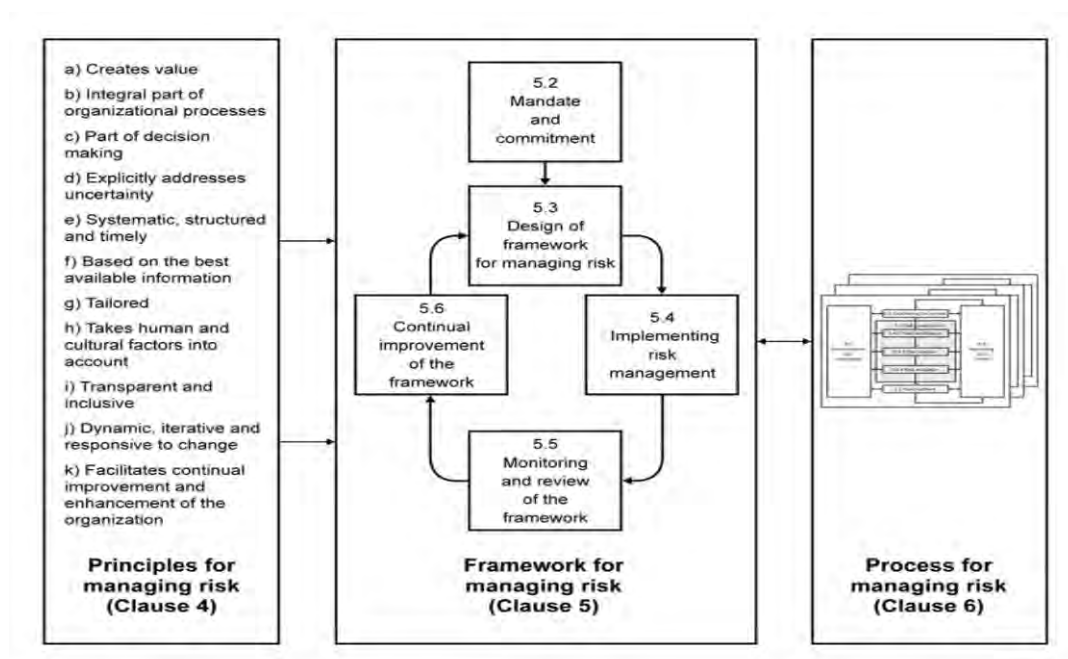 a) Creates value
b) Integral part of
organizational processes
c) Part of decision
making
d) Explicitly addresses
uncertainty
e) Systematic, structured
and timely
f) Based on the best
available information
g) Tailored
h) Takes human and
cultural factors into
account
i) Transparent and
inclusive
j) Dynamic, iterative and
responsive to change
k) Facilitates continual
improvement and
enhancement of the
organization
Principles for
managing risk
(Clause 4)
5.2
Mandate
and
commitment
5.3
Design of
framework
for managing risk
5.6
Continual
improvement
of the
framework
5.4
Implementing
risk
management
5.5
Monitoring
and review
of the
framework
Framework for
managing risk
(Clause 5)
Process for
managing risk
(Clause 6)